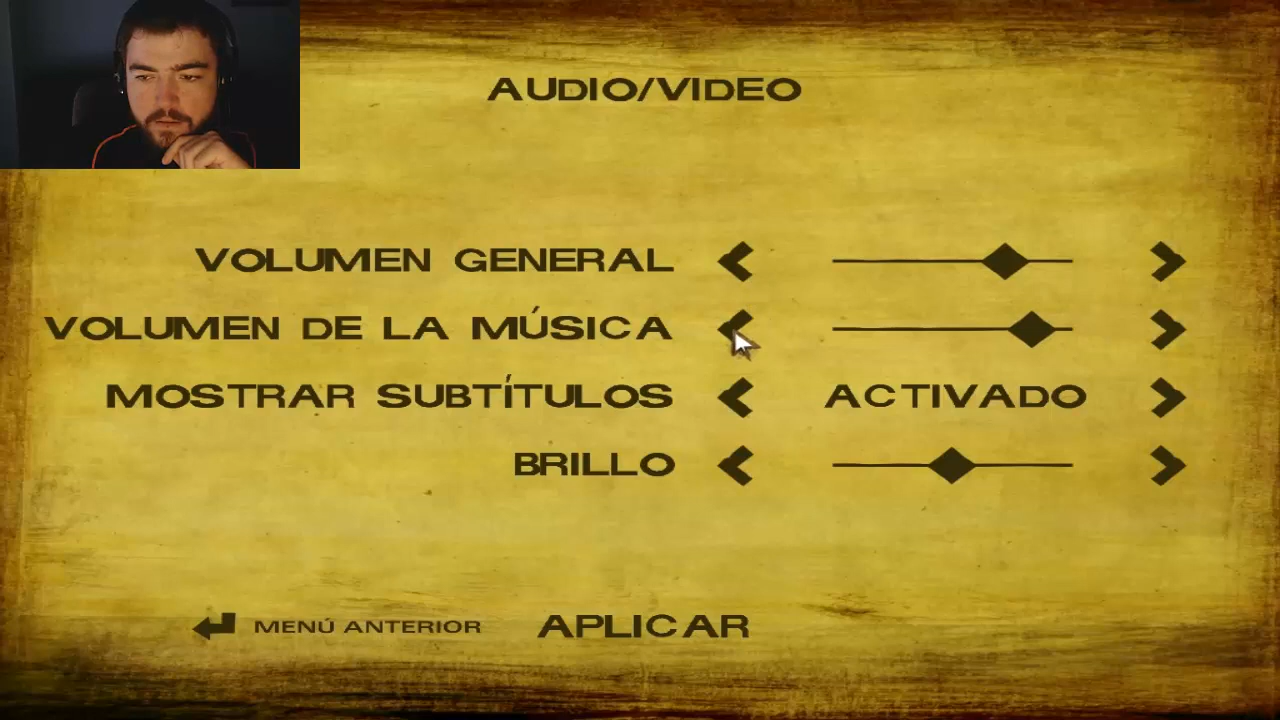 AUDIO/VIDEO
VOLUMEN GENERAL
VOLUMEN DE LA MÚSICA
MOSTRAR SUBTÍTULOS ACTIVADO
BRILLO
MENÚ ANTERIOR APLICAR